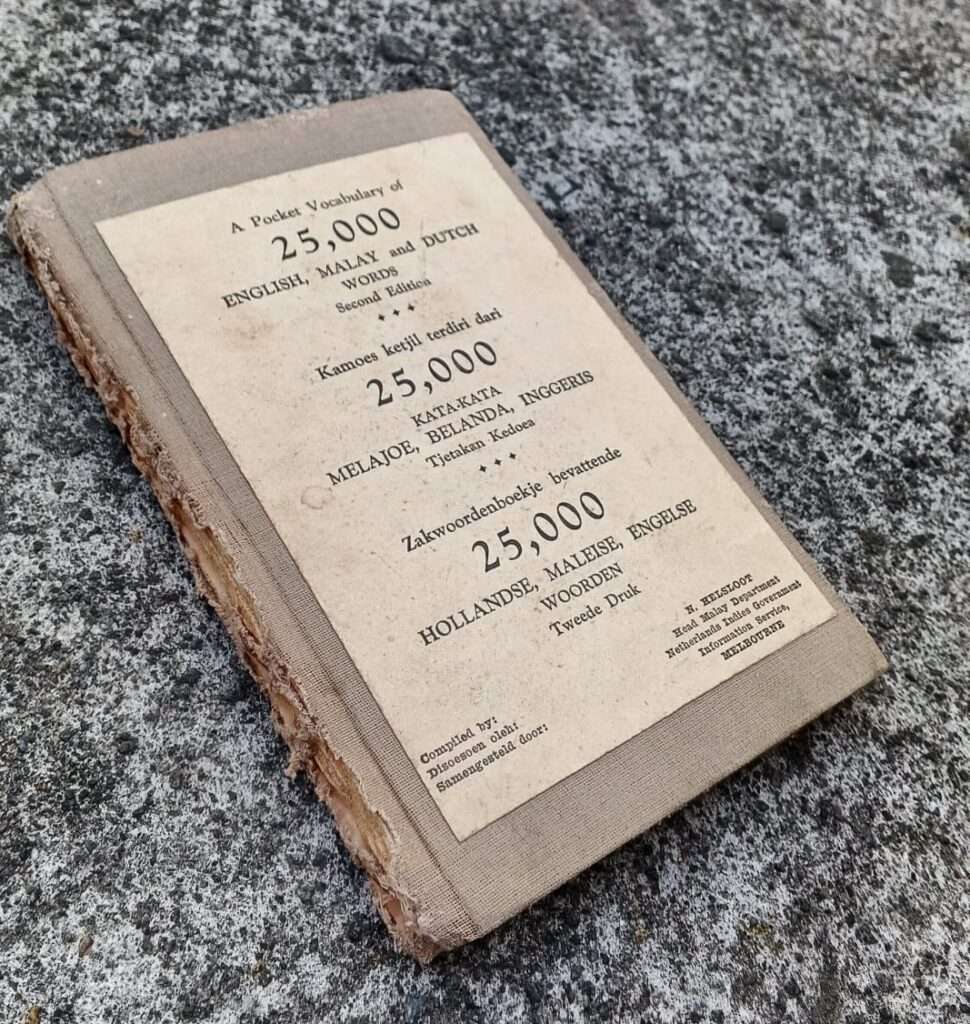 A Pocket Vocabulary of
25,000
ENGLISH, MALAY and DUTCH
WORDS
Second Edition
Kamoes ketjil terdiri dari
25,000
KATA-KATA
MELAJOE, BELANDA, INGGERIS
Tjetakan Kedoea
Zakwoordenboekje bevattende
25,000
HOLLANDSE, MALEISE, ENGELSE
WOORDEN
Tweede Druk
Compiled by:
Disoesoen oleh:
Samengesteld door:
N. HELSLOOT
Head Malay Department
Netherlands Indies Government
Information Service,
MELBOURNE